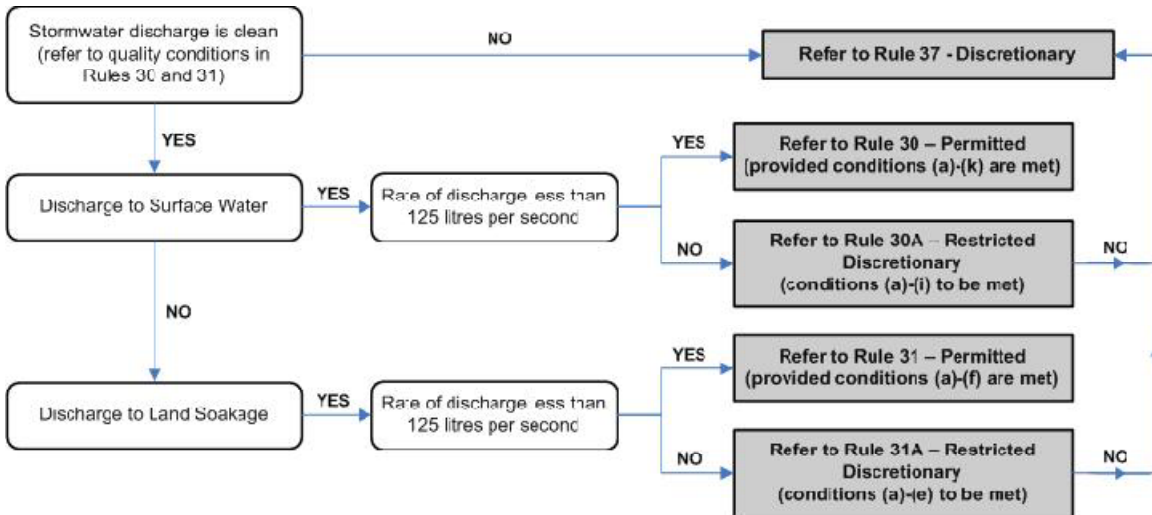 Stormwater discharge is clean
(refer to quality conditions in
Rules 30 and 31)
NO
Refer to Rule 37 - Discretionary
YES
Discharge to Surface Water
YES
Rate of discharge less than
125 litres per second
YES
Refer to Rule 30 – Permitted
(provided conditions (a)-(k) are met)
NO
Refer to Rule 30A – Restricted
Discretionary
(conditions (a)-(i) to be met)
NO
NO
Discharge to Land Soakage
YES
Rate of discharge less than
125 litres per second
YES
Refer to Rule 31 – Permitted
(provided conditions (a)-(f) are met)
NO
Refer to Rule 31A – Restricted
Discretionary
(conditions (a)-(e) to be met)
NO